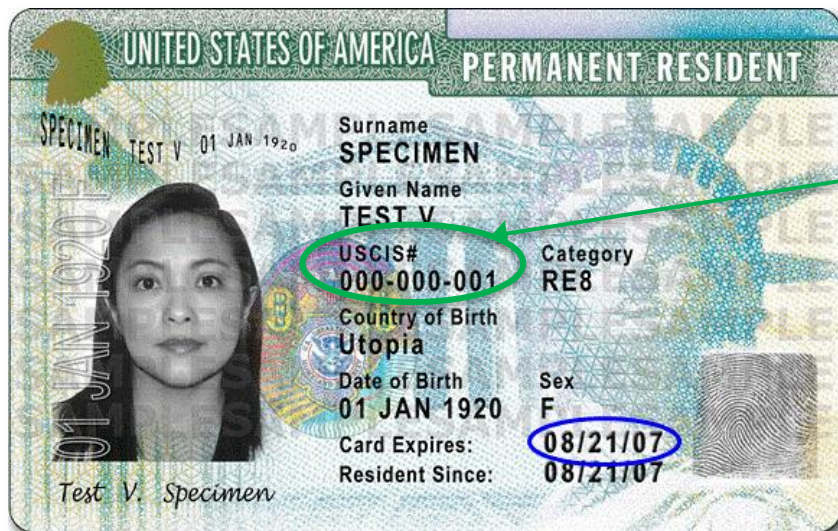 UNITED STATES OF AMERICA
PERMANENT RESIDENT
SPECIMEN TEST V 01 JAN 1920
Surname
SPECIMEN
Given Name
TEST V
USCIS# Category
000-000-001 RE8
Country of Birth
Utopia
Date of Birth Sex
01 JAN 1920 F
Card Expires: 08/21/07
Resident Since: 08/21/07
01 JAN 1920 F
Test V. Specimen